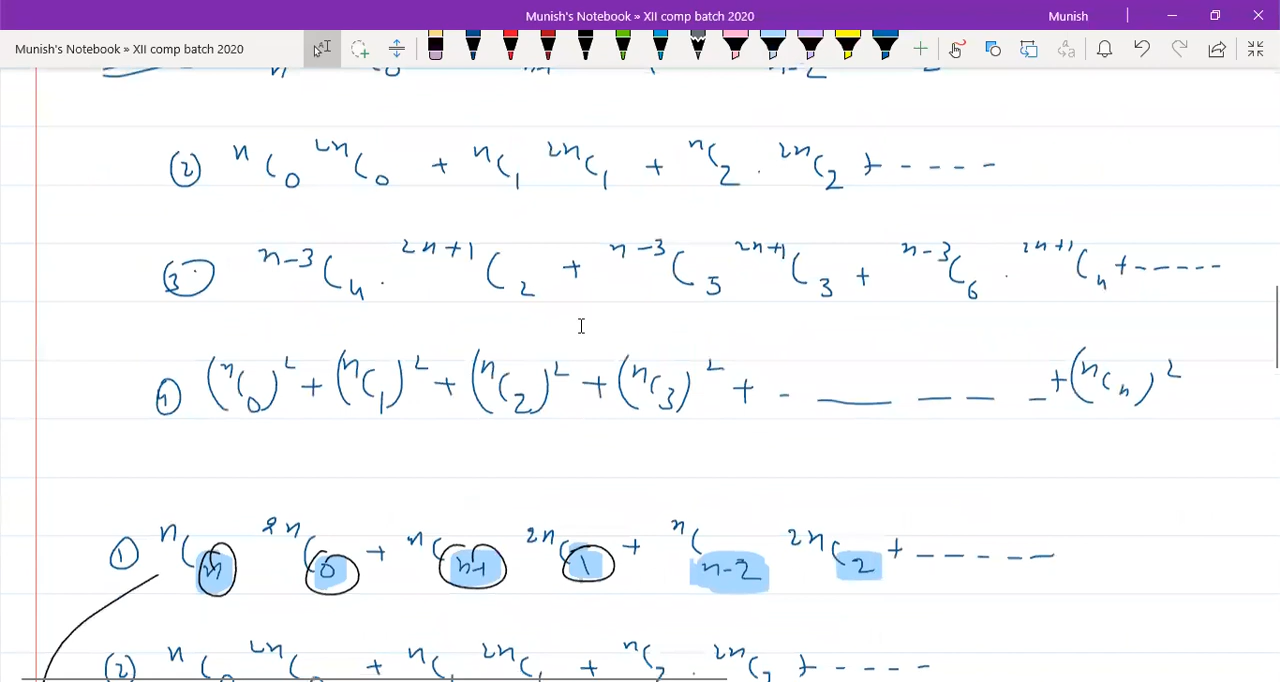 Munish's Notebook » XII comp batch 2020
Munish
Munish's Notebook » XII comp batch 2020
(2) ⁿC₀ ²ⁿC₀ + ⁿC₁ ²ⁿC₁ + ⁿC₂ . ²ⁿC₂ + - - - -
(3) ⁿ⁻³C₄ . ²ⁿ⁺¹C₂ + ⁿ⁻³C₅ ²ⁿ⁺¹C₃ + ⁿ⁻³C₆ . ²ⁿ⁺¹C₄ + - - - - -
(4) (ⁿC₀)² + (ⁿC₁)² + (ⁿC₂)² + (ⁿC₃)² + - - - - - + (ⁿCₙ)²
(1) ⁿCₙ ²ⁿC₀ + ⁿCₙ₋₁ ²ⁿC₁ + ⁿCₙ₋₂ ²ⁿC₂ + - - - - -
(2) ⁿC₀ ²ⁿC₀ + ⁿC₁ ²ⁿC₁ + ⁿC₂ . ²ⁿC₂ + - - - -